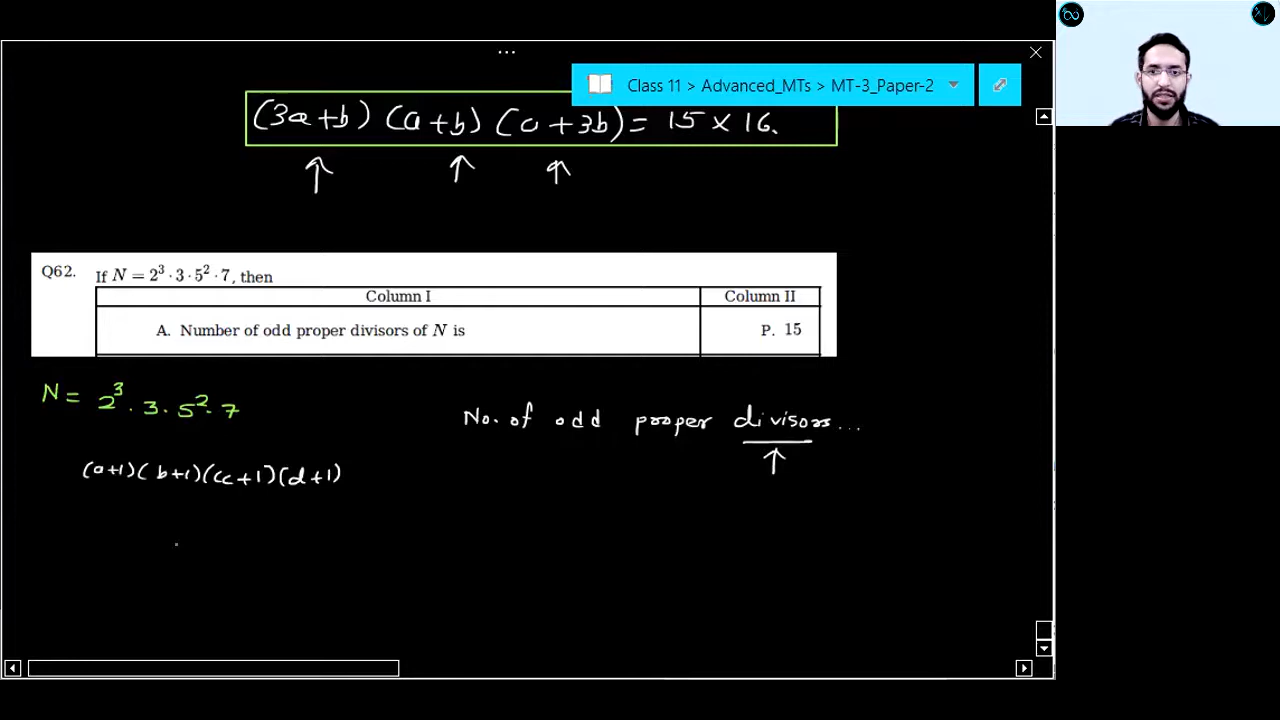 ...
Class 11 > Advanced_MTs > MT-3_Paper-2
(3a+b) (a+b) (a+3b) = 15 × 16.
Q62. If N = 2³ · 3 · 5² · 7, then
Column I Column II
A. Number of odd proper divisors of N is P. 15
N = 2³ . 3 . 5² . 7
No. of odd proper divisors...
(a+1)(b+1)(c+1)(d+1)